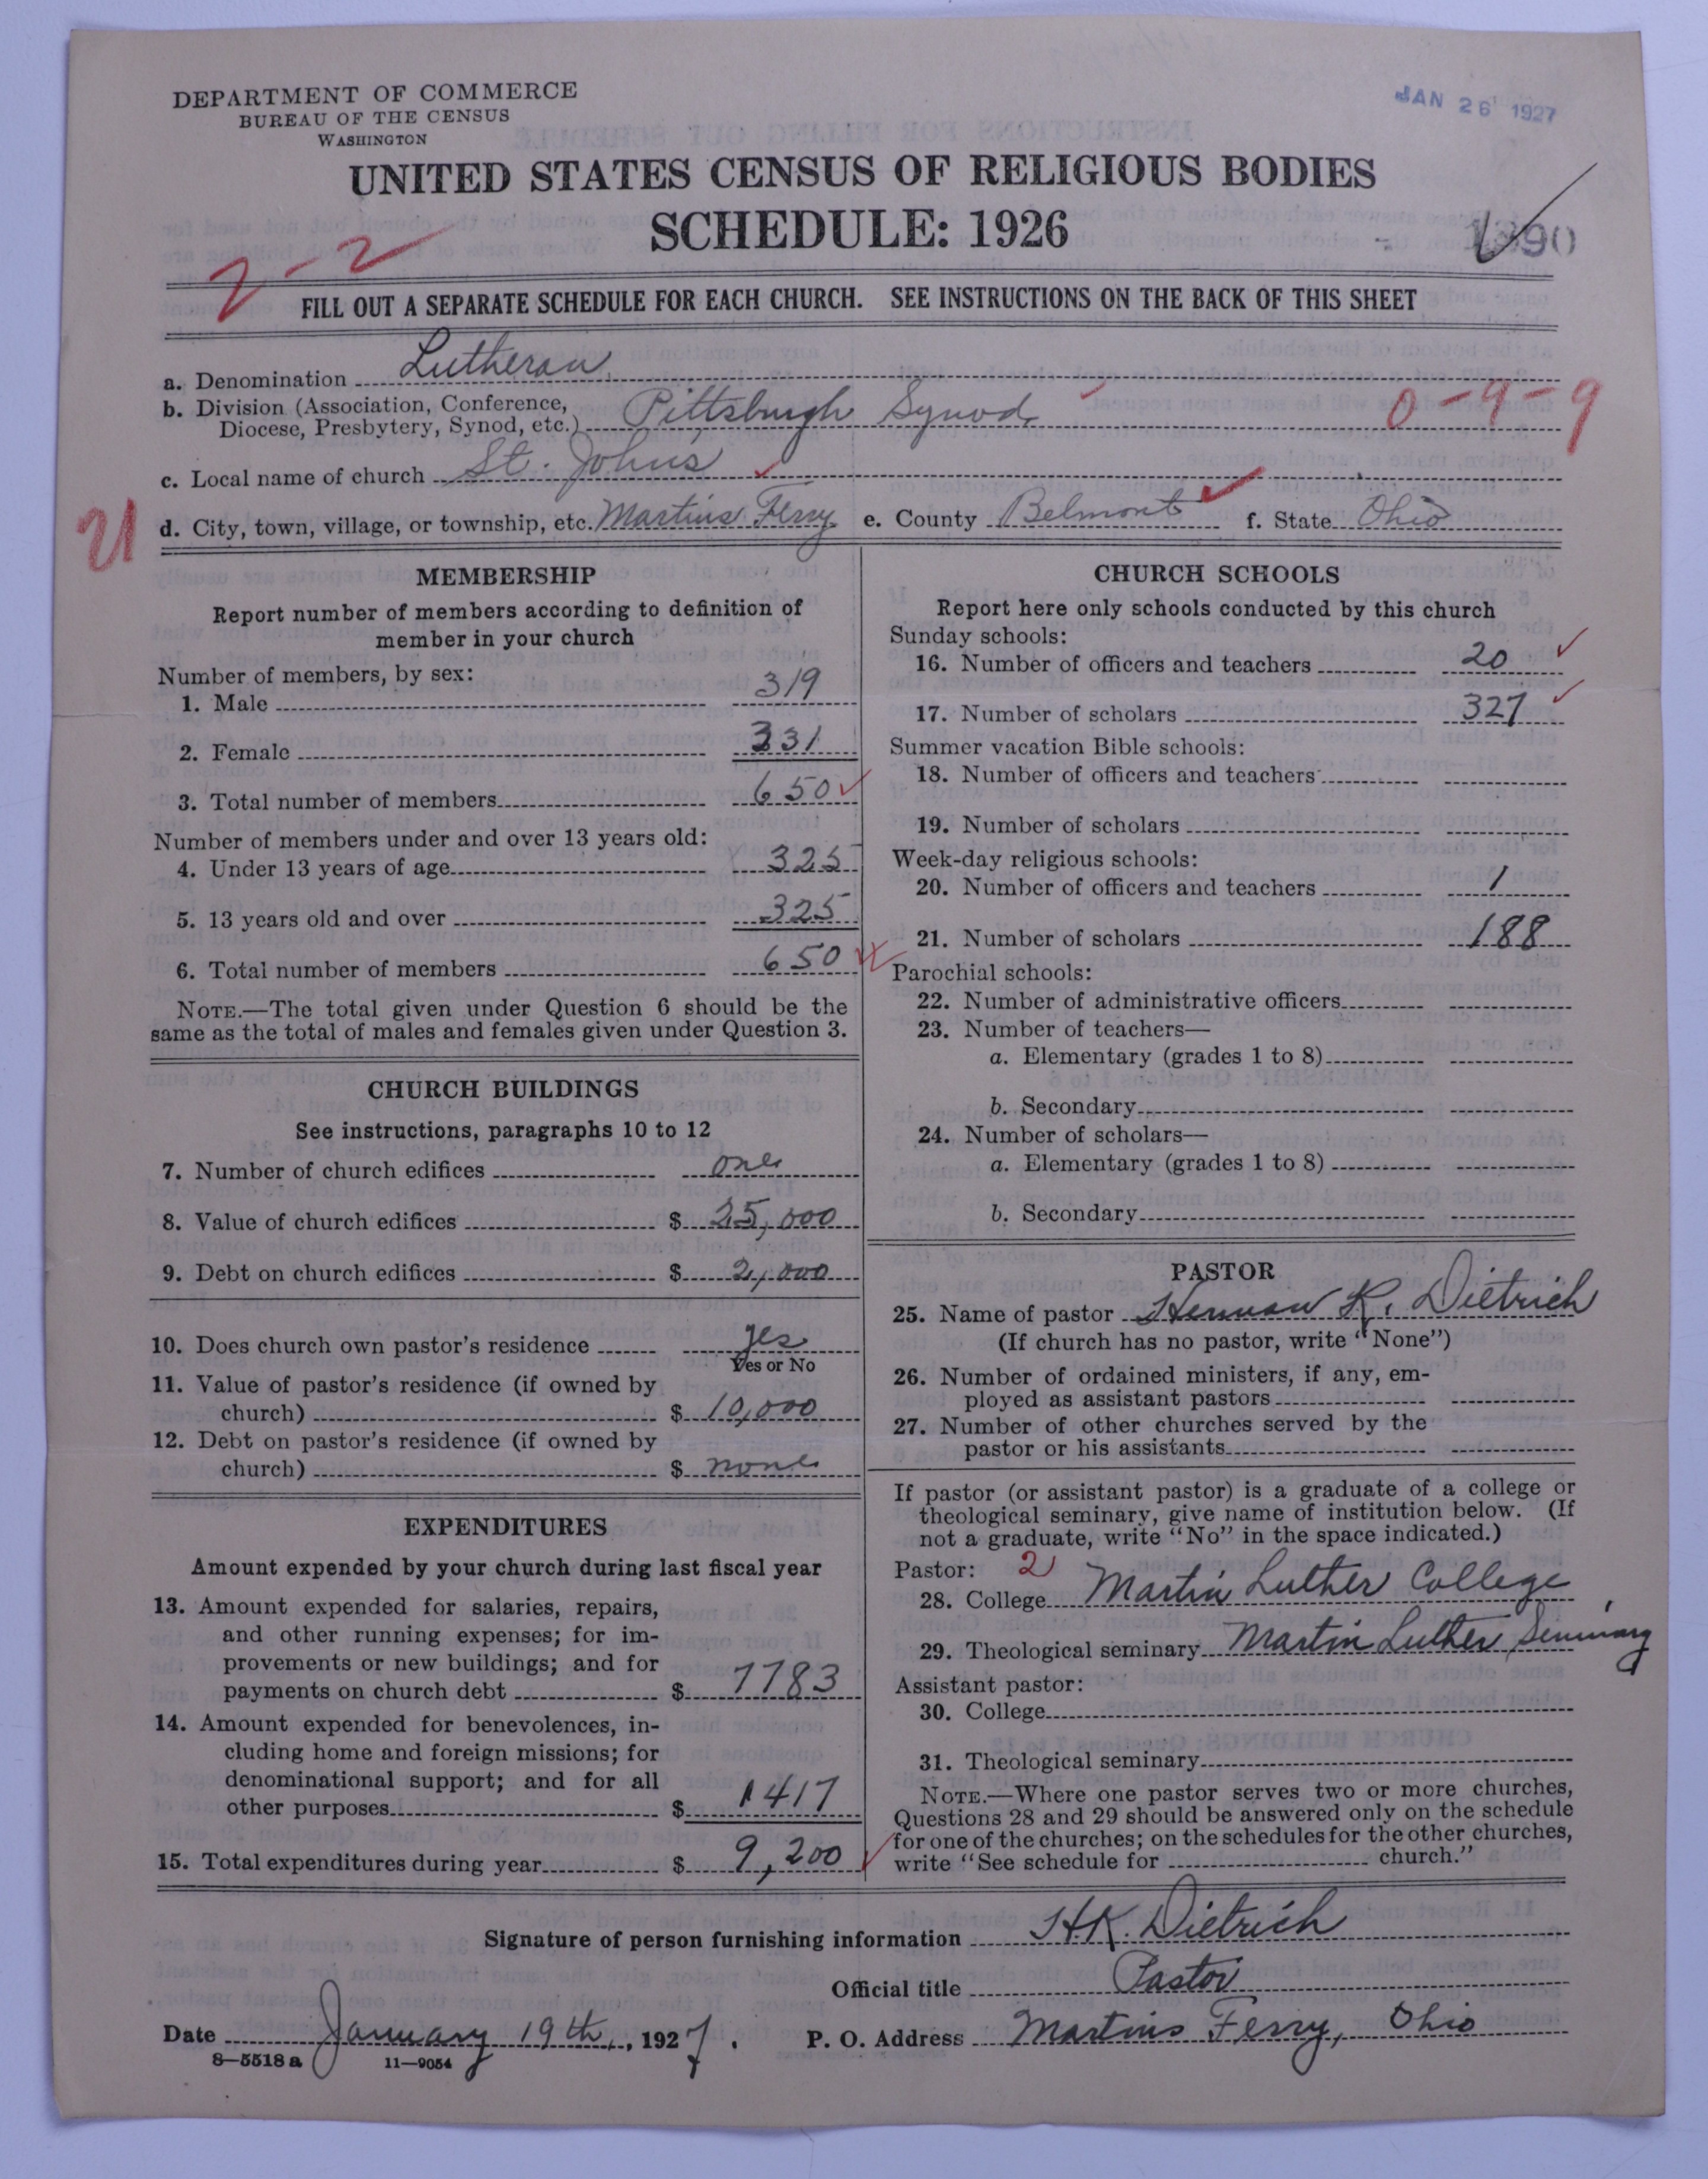 DEPARTMENT OF COMMERCE
BUREAU OF THE CENSUS
WASHINGTON
JAN 26 1927
UNITED STATES CENSUS OF RELIGIOUS BODIES
SCHEDULE: 1926
1390
2-2
FILL OUT A SEPARATE SCHEDULE FOR EACH CHURCH. SEE INSTRUCTIONS ON THE BACK OF THIS SHEET
a. Denomination Lutheran
b. Division (Association, Conference, Diocese, Presbytery, Synod, etc.) Pittsburgh Synod 0-9-9
c. Local name of church St. John's
21
d. City, town, village, or township, etc. Martins Ferry e. County Belmont f. State Ohio
MEMBERSHIP
Report number of members according to definition of
member in your church
Number of members, by sex:
1. Male 319
2. Female 331
3. Total number of members 650
Number of members under and over 13 years old:
4. Under 13 years of age 325
5. 13 years old and over 325
6. Total number of members 650
NOTE.—The total given under Question 6 should be the
same as the total of males and females given under Question 3.
CHURCH BUILDINGS
See instructions, paragraphs 10 to 12
7. Number of church edifices one
8. Value of church edifices $ 25,000
9. Debt on church edifices $ 2,000
10. Does church own pastor's residence yes
Yes or No
11. Value of pastor's residence (if owned by
church) $ 10,000
12. Debt on pastor's residence (if owned by
church) $ none
EXPENDITURES
Amount expended by your church during last fiscal year
13. Amount expended for salaries, repairs,
and other running expenses; for im-
provements or new buildings; and for
payments on church debt $ 7783
14. Amount expended for benevolences, in-
cluding home and foreign missions; for
denominational support; and for all
other purposes $ 1417
15. Total expenditures during year $ 9,200
CHURCH SCHOOLS
Report here only schools conducted by this church
Sunday schools:
16. Number of officers and teachers 20
17. Number of scholars 327
Summer vacation Bible schools:
18. Number of officers and teachers
19. Number of scholars
Week-day religious schools:
20. Number of officers and teachers 1
21. Number of scholars 188
Parochial schools:
22. Number of administrative officers
23. Number of teachers—
a. Elementary (grades 1 to 8)
b. Secondary
24. Number of scholars—
a. Elementary (grades 1 to 8)
b. Secondary
PASTOR
25. Name of pastor Herman K. Dietrich
(If church has no pastor, write "None")
26. Number of ordained ministers, if any, em-
ployed as assistant pastors
27. Number of other churches served by the
pastor or his assistants
If pastor (or assistant pastor) is a graduate of a college or
theological seminary, give name of institution below. (If
not a graduate, write "No" in the space indicated.)
Pastor: 2
28. College Martin Luther College
29. Theological seminary Martin Luther Seminary
Assistant pastor:
30. College
31. Theological seminary
NOTE.—Where one pastor serves two or more churches,
Questions 28 and 29 should be answered only on the schedule
for one of the churches; on the schedules for the other churches,
write "See schedule for church."
Signature of person furnishing information H.K. Dietrich
Official title Pastor
Date January 19th, 1927. P. O. Address Martins Ferry, Ohio
8—5518 a 11—9054